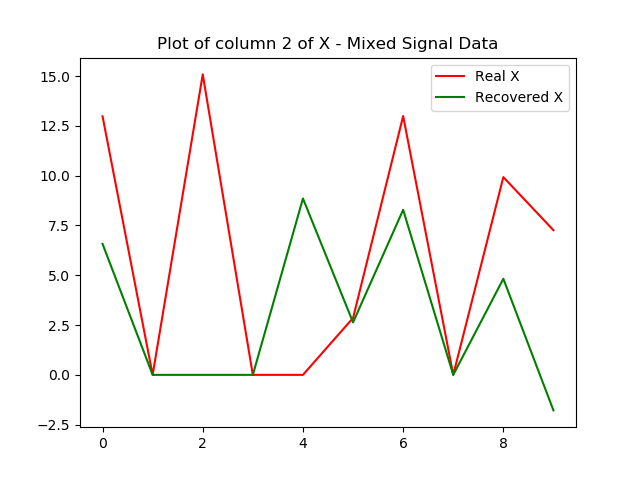 Plot of column 2 of X - Mixed Signal Data
Real X
Recovered X
15.0
12.5
10.0
7.5
5.0
2.5
0.0
−2.5
0 2 4 6 8